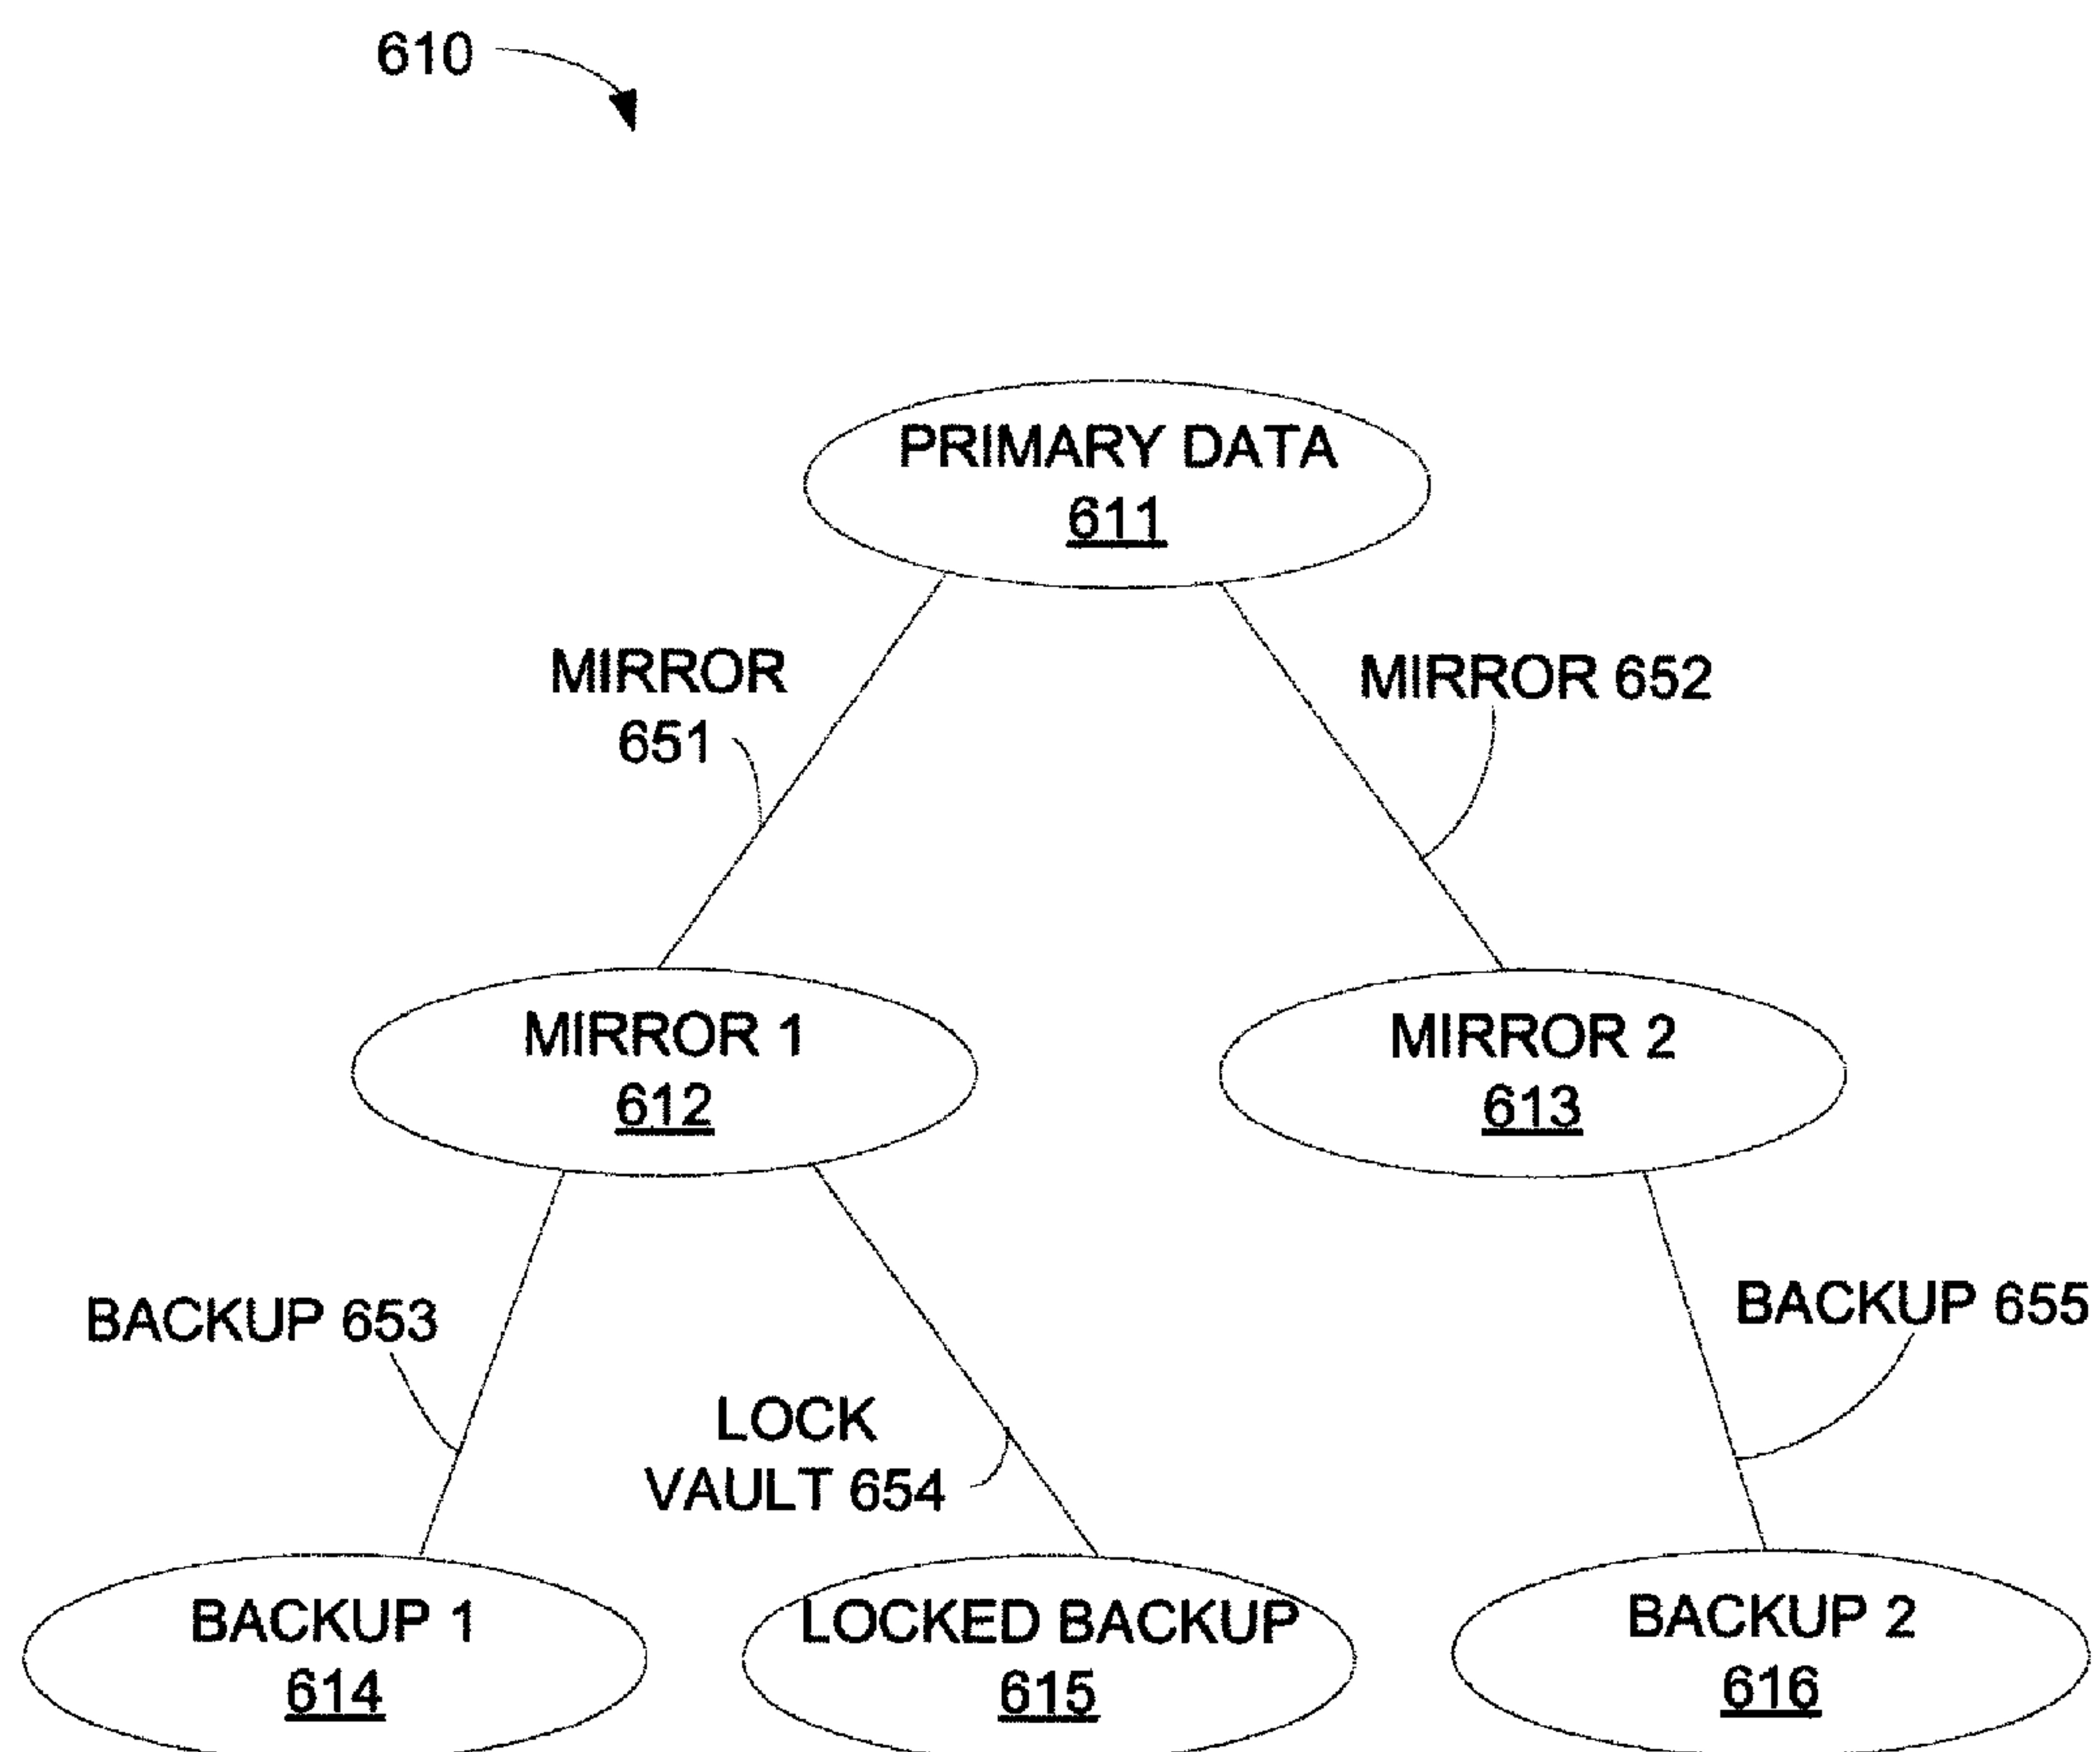 610
PRIMARY DATA
611
MIRROR
651
MIRROR 652
MIRROR 1
612
MIRROR 2
613
BACKUP 653
LOCK
VAULT 654
BACKUP 655
BACKUP 1
614
LOCKED BACKUP
615
BACKUP 2
616